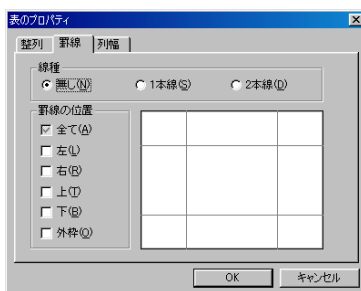 表のプロパティ
整列 罫線 列幅
線種
無し(N) 1本線(S) 2本線(D)
罫線の位置
全て(A)
左(L)
右(R)
上(T)
下(B)
外枠(O)
OK キャンセル